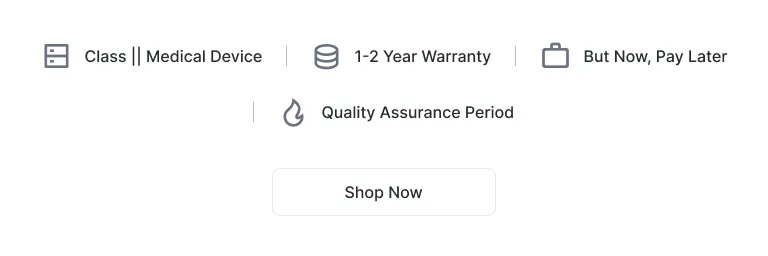 Class || Medical Device
1-2 Year Warranty
But Now, Pay Later
Quality Assurance Period
Shop Now